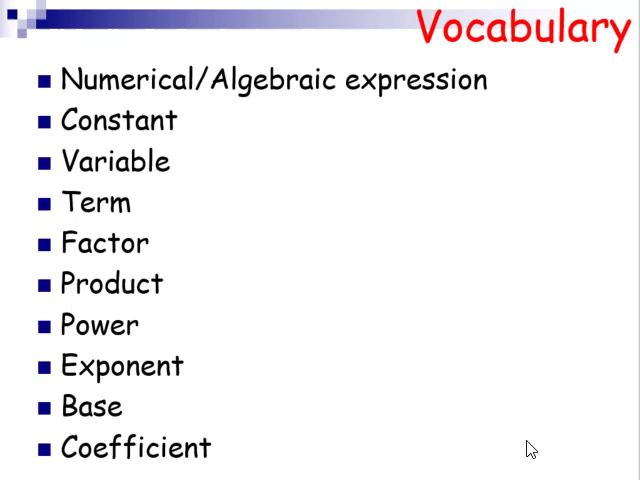 Vocabulary
Numerical/Algebraic expression
Constant
Variable
Term
Factor
Product
Power
Exponent
Base
Coefficient